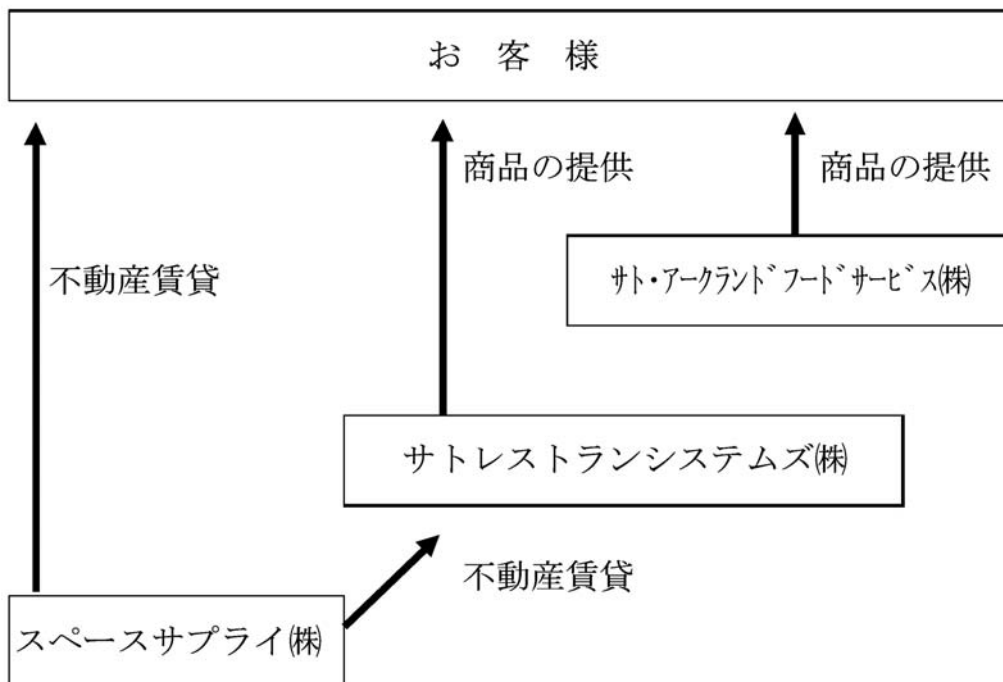 お 客 様
商品の提供
商品の提供
不動産賃貸
ｻﾄ・ｱｰｸﾗﾝﾄﾞﾌｰﾄﾞｻｰﾋﾞｽ㈱
サトレストランシステムズ㈱
不動産賃貸
スペースサプライ㈱